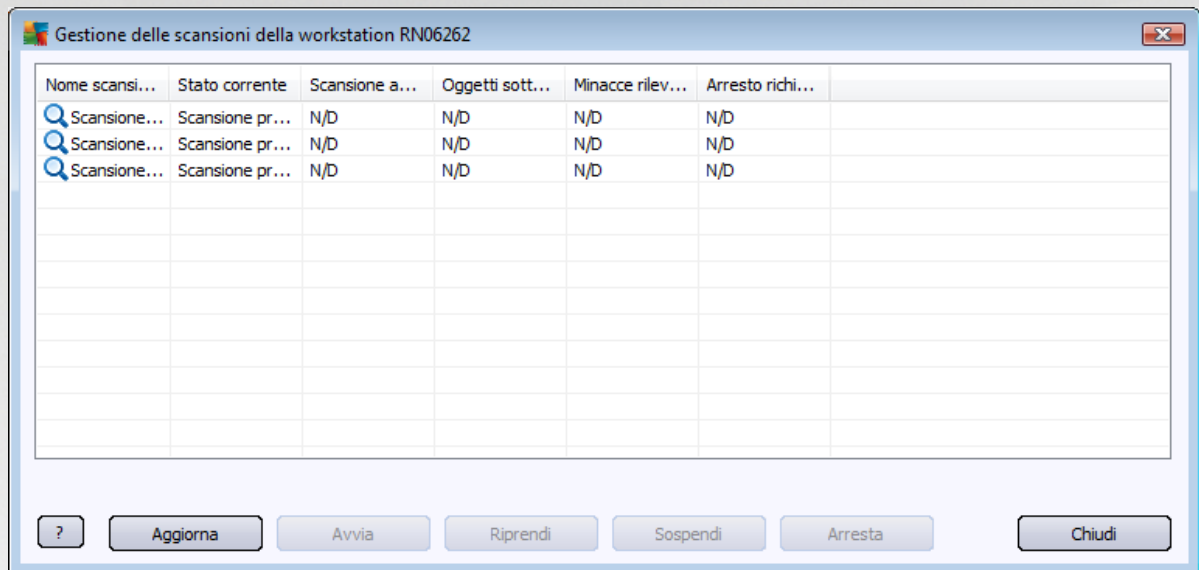 Gestione delle scansioni della workstation RN06262
Nome scansi... Stato corrente Scansione a... Oggetti sott... Minacce rilev... Arresto richi...
Scansione... Scansione pr... N/D N/D N/D N/D
Scansione... Scansione pr... N/D N/D N/D N/D
Scansione... Scansione pr... N/D N/D N/D N/D
? Aggiorna Avvia Riprendi Sospendi Arresta Chiudi